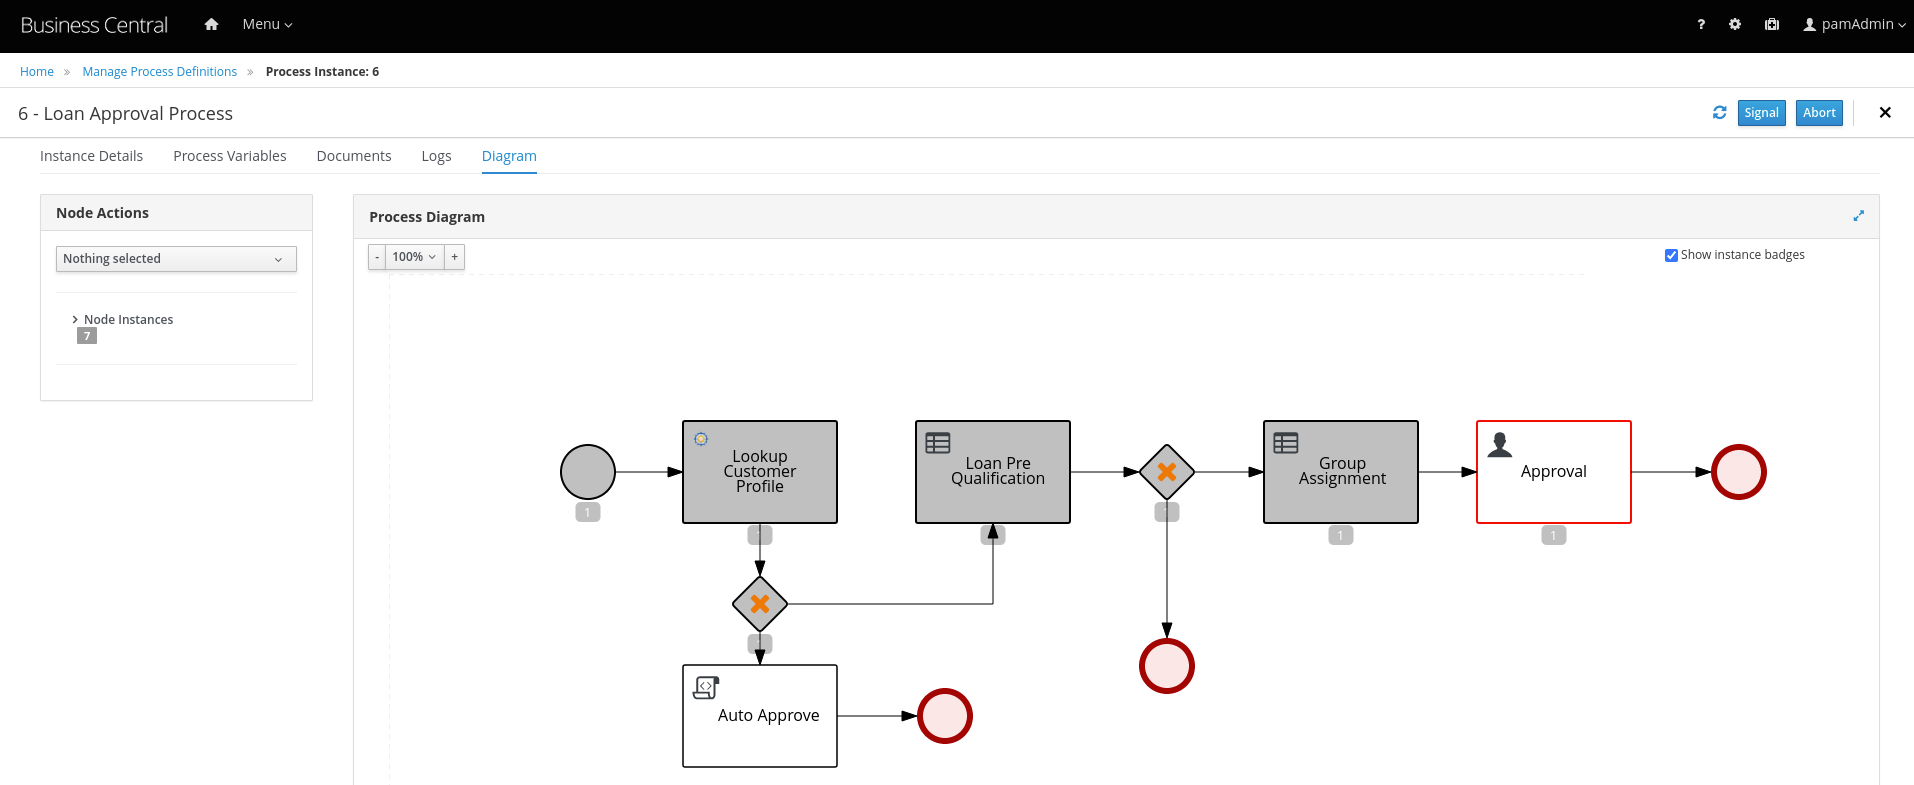 Business Central Menu ? pamAdmin
Home » Manage Process Definitions » Process Instance: 6
6 - Loan Approval Process Signal Abort
Instance Details Process Variables Documents Logs Diagram
Node Actions
Nothing selected
Node Instances
7
Process Diagram
- 100% +
Show instance badges
Lookup
Customer
Profile
Loan Pre
Qualification
Group
Assignment
Approval
1
1
1
Auto Approve